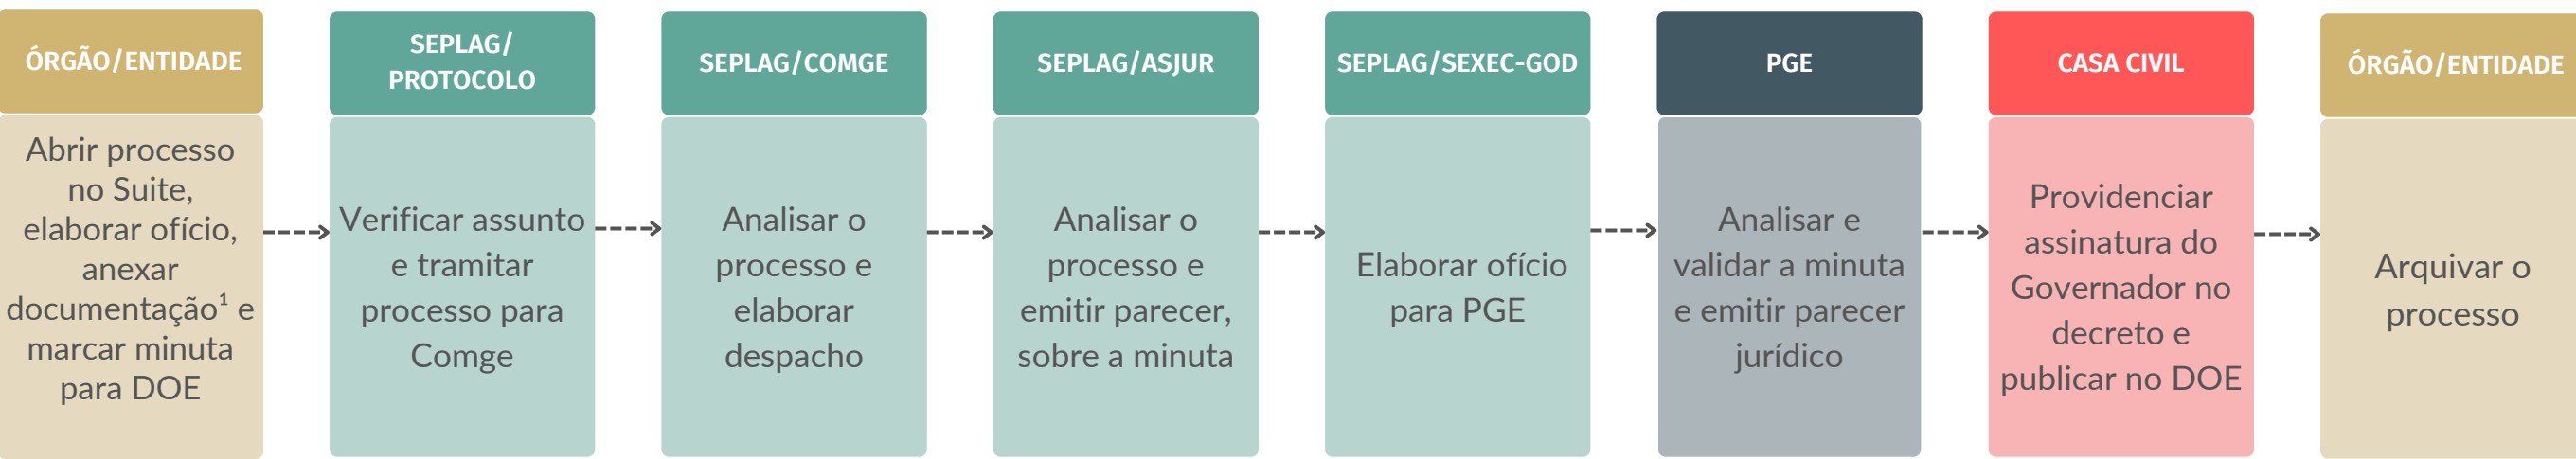 ÓRGÃO/ENTIDADE
Abrir processo
no Suite,
elaborar ofício,
anexar
documentação¹ e
marcar minuta
para DOE
SEPLAG/
PROTOCOLO
Verificar assunto
e tramitar
processo para
Comge
SEPLAG/COMGE
Analisar o
processo e
elaborar
despacho
SEPLAG/ASJUR
Analisar o
processo e
emitir parecer,
sobre a minuta
SEPLAG/SEXEC-GOD
Elaborar ofício
para PGE
PGE
Analisar e
validar a minuta
e emitir parecer
jurídico
CASA CIVIL
Providenciar
assinatura do
Governador no
decreto e
publicar no DOE
ÓRGÃO/ENTIDADE
Arquivar o
processo